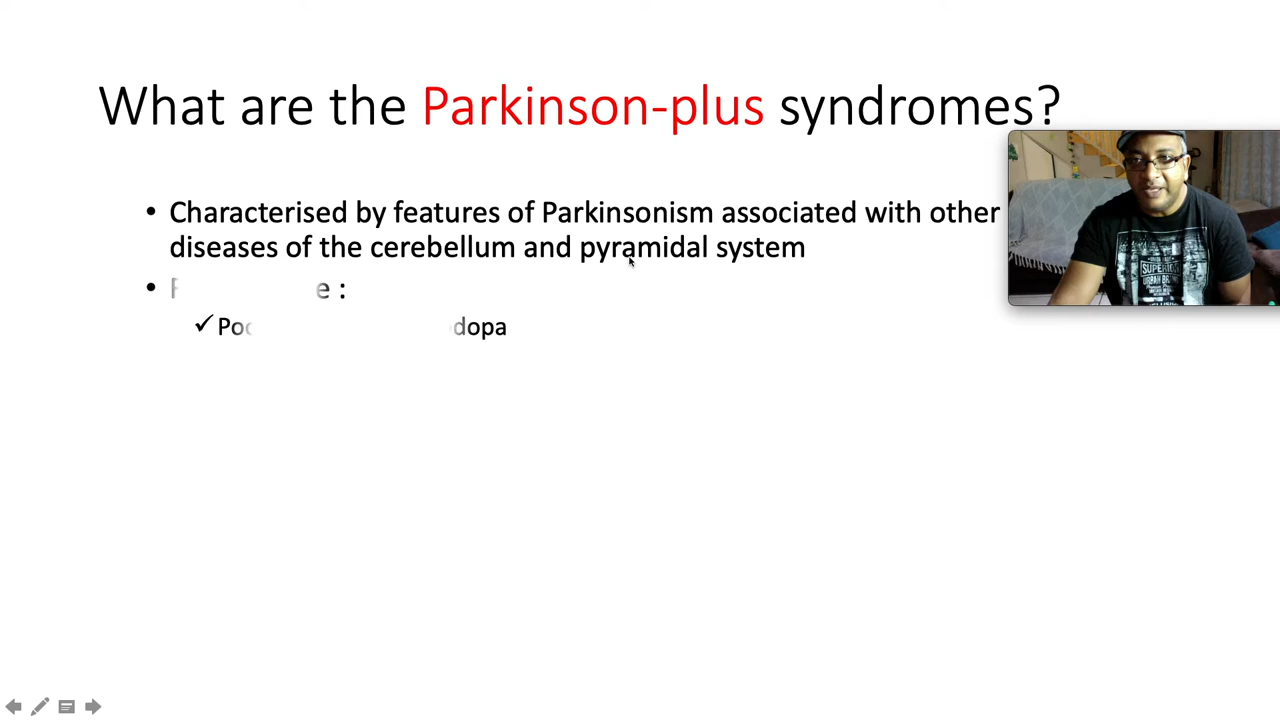 What are the Parkinson-plus syndromes?
• Characterised by features of Parkinsonism associated with other
diseases of the cerebellum and pyramidal system
• :
✓ dopa
SUPERIOR